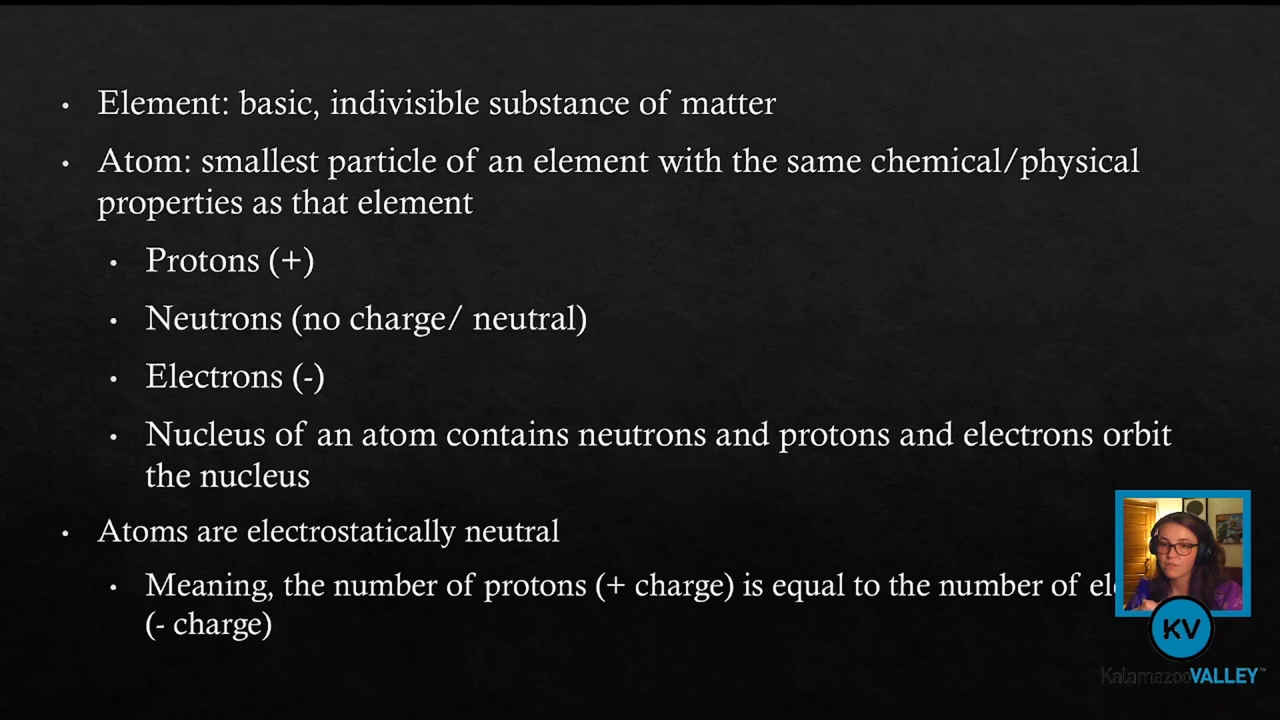 • Element: basic, indivisible substance of matter
• Atom: smallest particle of an element with the same chemical/physical
properties as that element
• Protons (+)
• Neutrons (no charge/ neutral)
• Electrons (-)
• Nucleus of an atom contains neutrons and protons and electrons orbit
the nucleus
• Atoms are electrostatically neutral
• Meaning, the number of protons (+ charge) is equal to the number of
(- charge)
KV
KalamazooVALLEY™